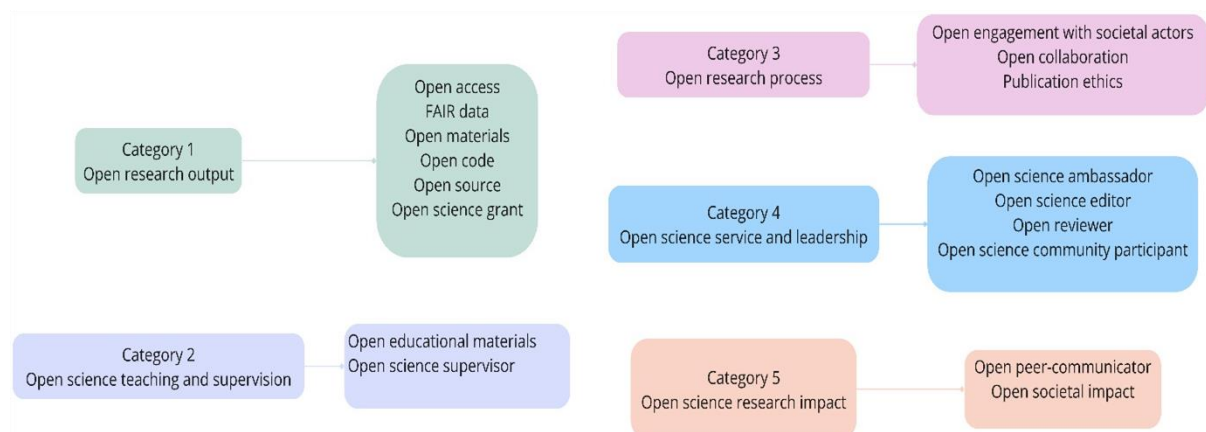 Category 1
Open research output
Open access
FAIR data
Open materials
Open code
Open source
Open science grant
Category 2
Open science teaching and supervision
Open educational materials
Open science supervisor
Category 3
Open research process
Open engagement with societal actors
Open collaboration
Publication ethics
Category 4
Open science service and leadership
Open science ambassador
Open science editor
Open reviewer
Open science community participant
Category 5
Open science research impact
Open peer-communicator
Open societal impact